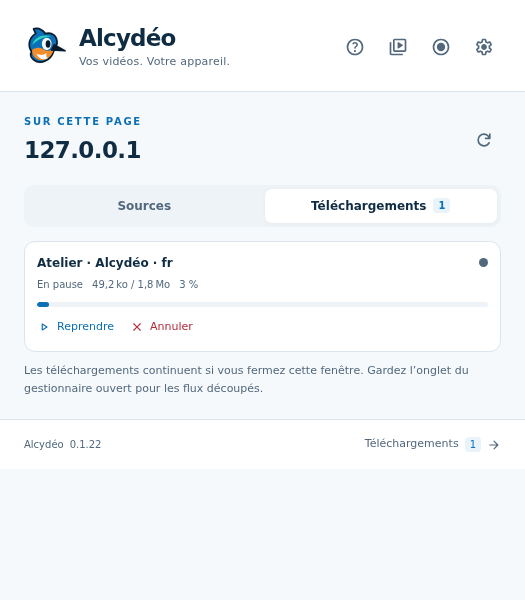 Alcydéo
Vos vidéos. Votre appareil.
SUR CETTE PAGE
127.0.0.1
Sources
Téléchargements 1
Atelier · Alcydéo · fr
En pause 49,2 ko / 1,8 Mo 3 %
Reprendre Annuler
Les téléchargements continuent si vous fermez cette fenêtre. Gardez l’onglet du
gestionnaire ouvert pour les flux découpés.
Alcydéo 0.1.22
Téléchargements 1